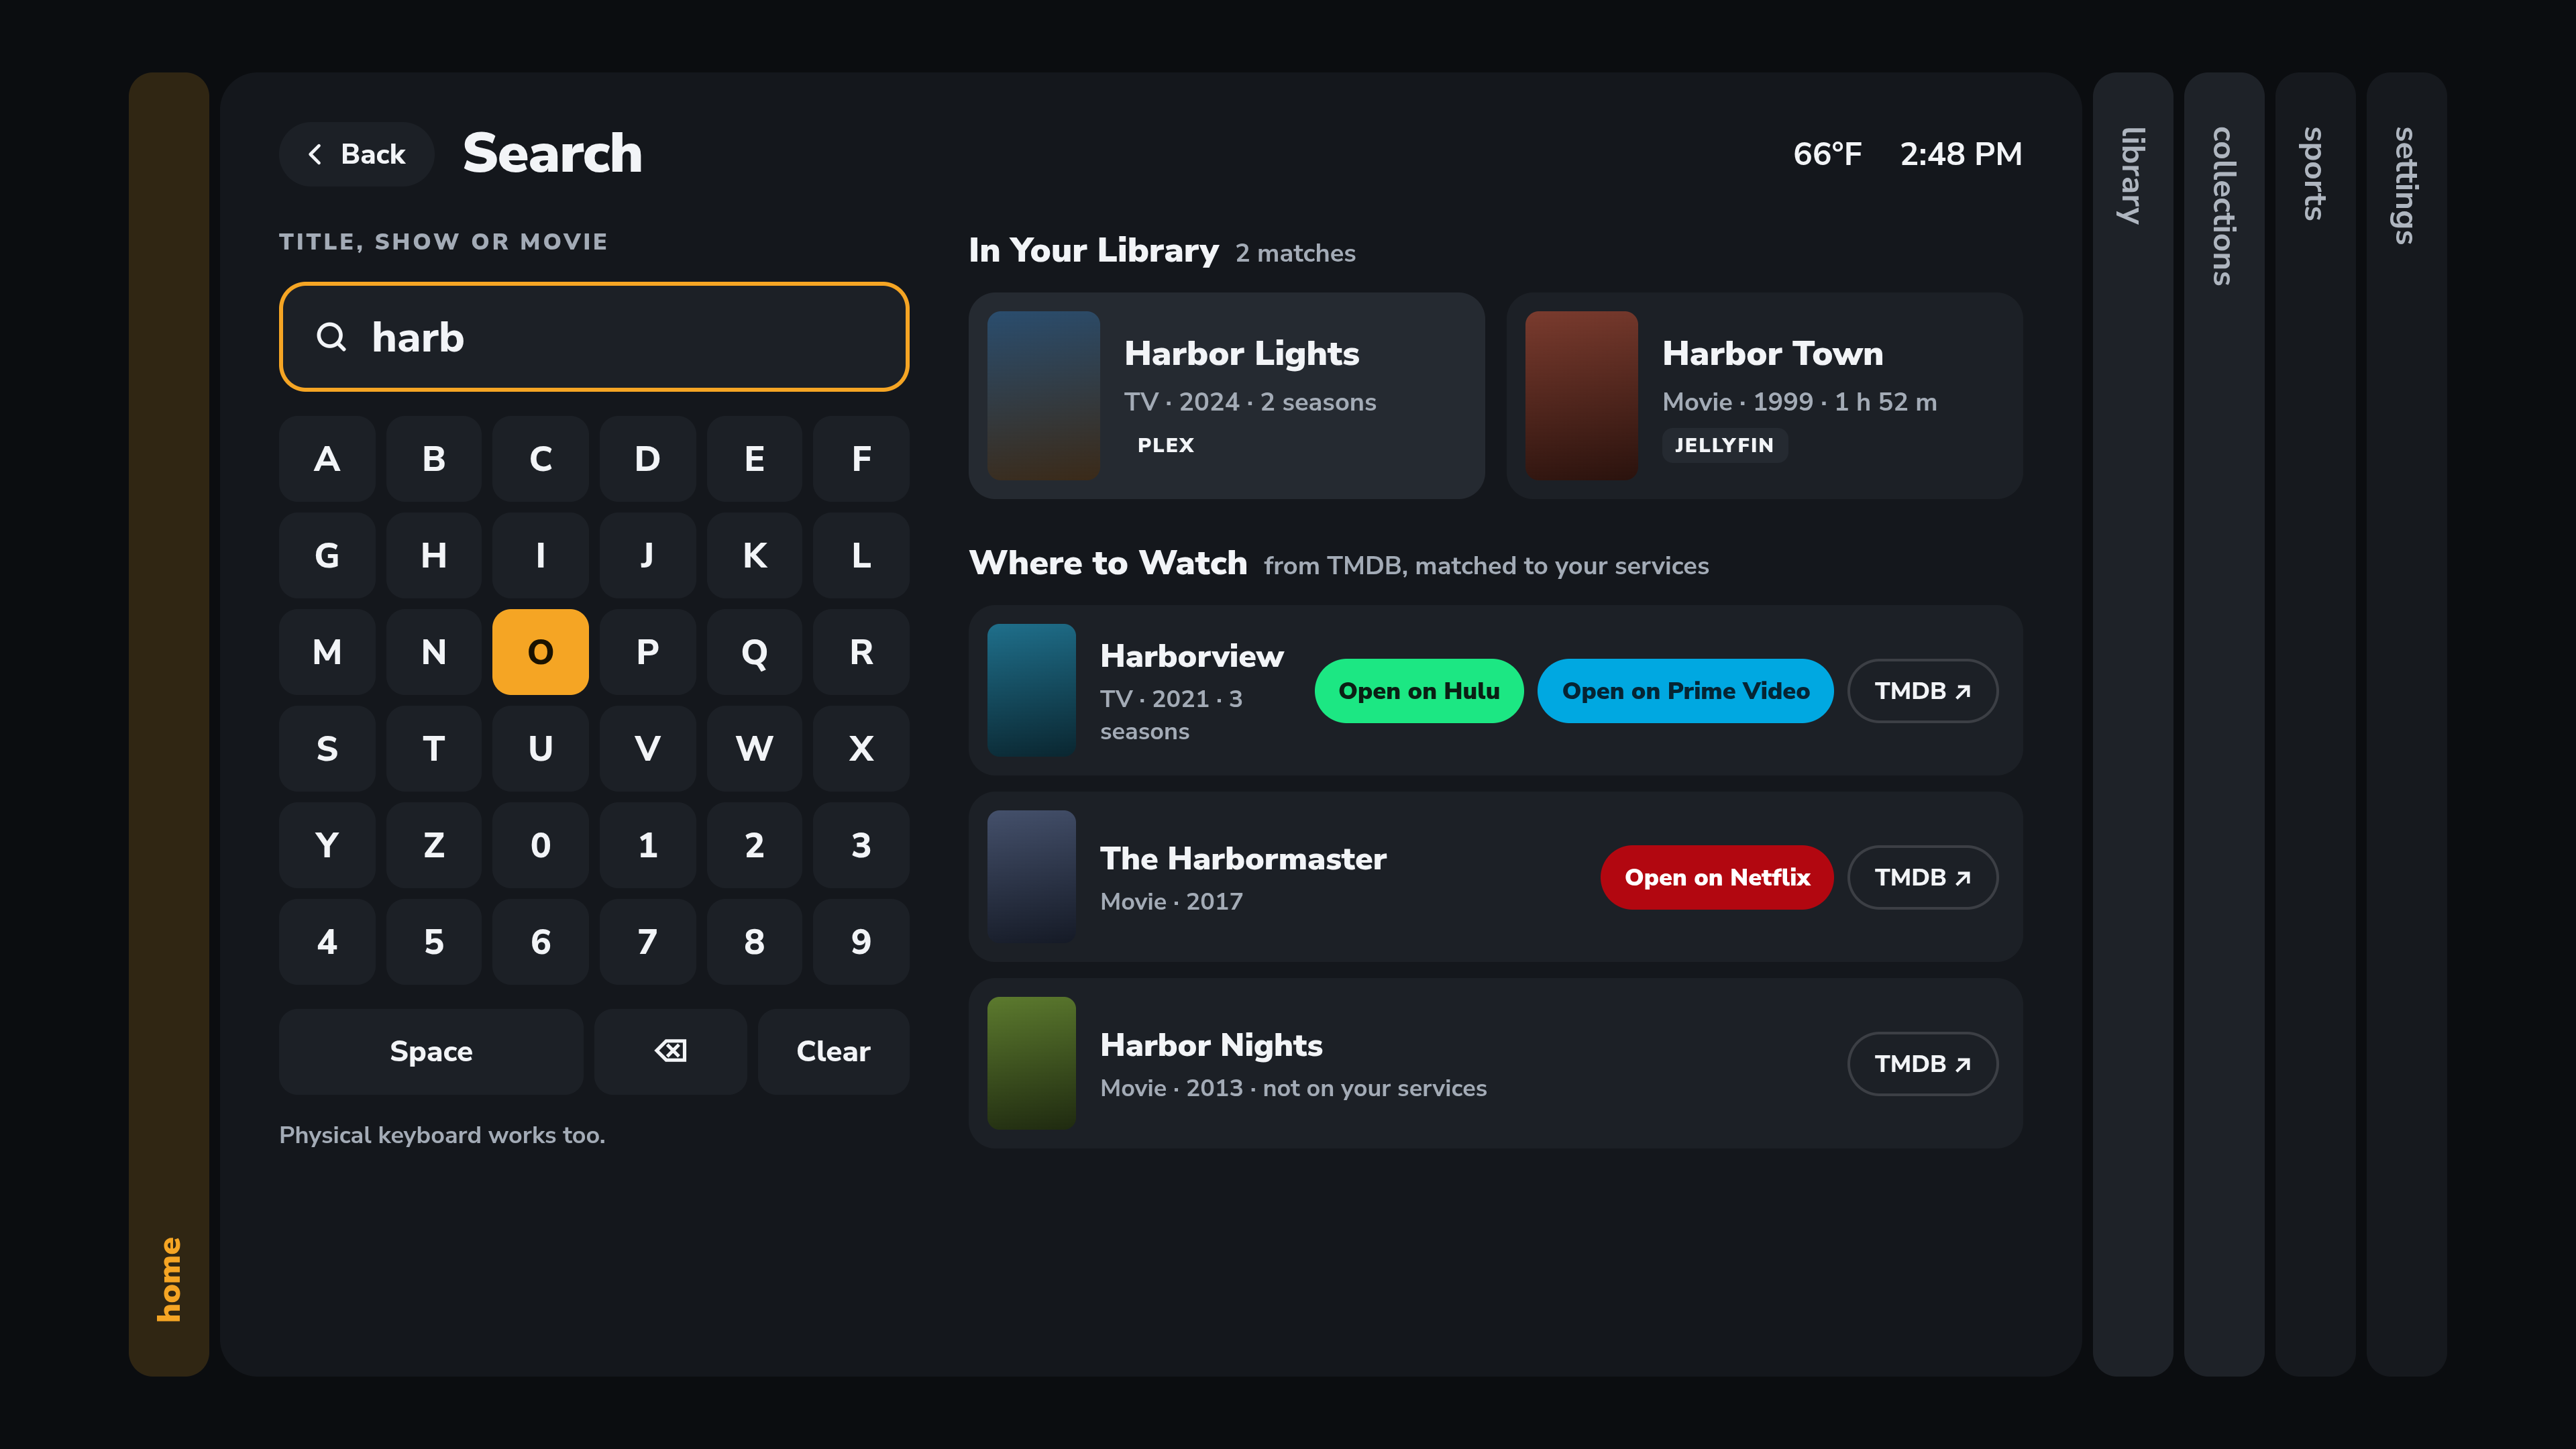 home
Back
Search
66°F
2:48 PM
TITLE, SHOW OR MOVIE
harb
A B C D E F
G H I J K L
M N O P Q R
S T U V W X
Y Z 0 1 2 3
4 5 6 7 8 9
Space
Clear
Physical keyboard works too.
In Your Library 2 matches
Harbor Lights
TV · 2024 · 2 seasons
PLEX
Harbor Town
Movie · 1999 · 1 h 52 m
JELLYFIN
Where to Watch from TMDB, matched to your services
Harborview
TV · 2021 · 3
seasons
Open on Hulu
Open on Prime Video
TMDB ↗
The Harbormaster
Movie · 2017
Open on Netflix
TMDB ↗
Harbor Nights
Movie · 2013 · not on your services
TMDB ↗
library
collections
sports
settings